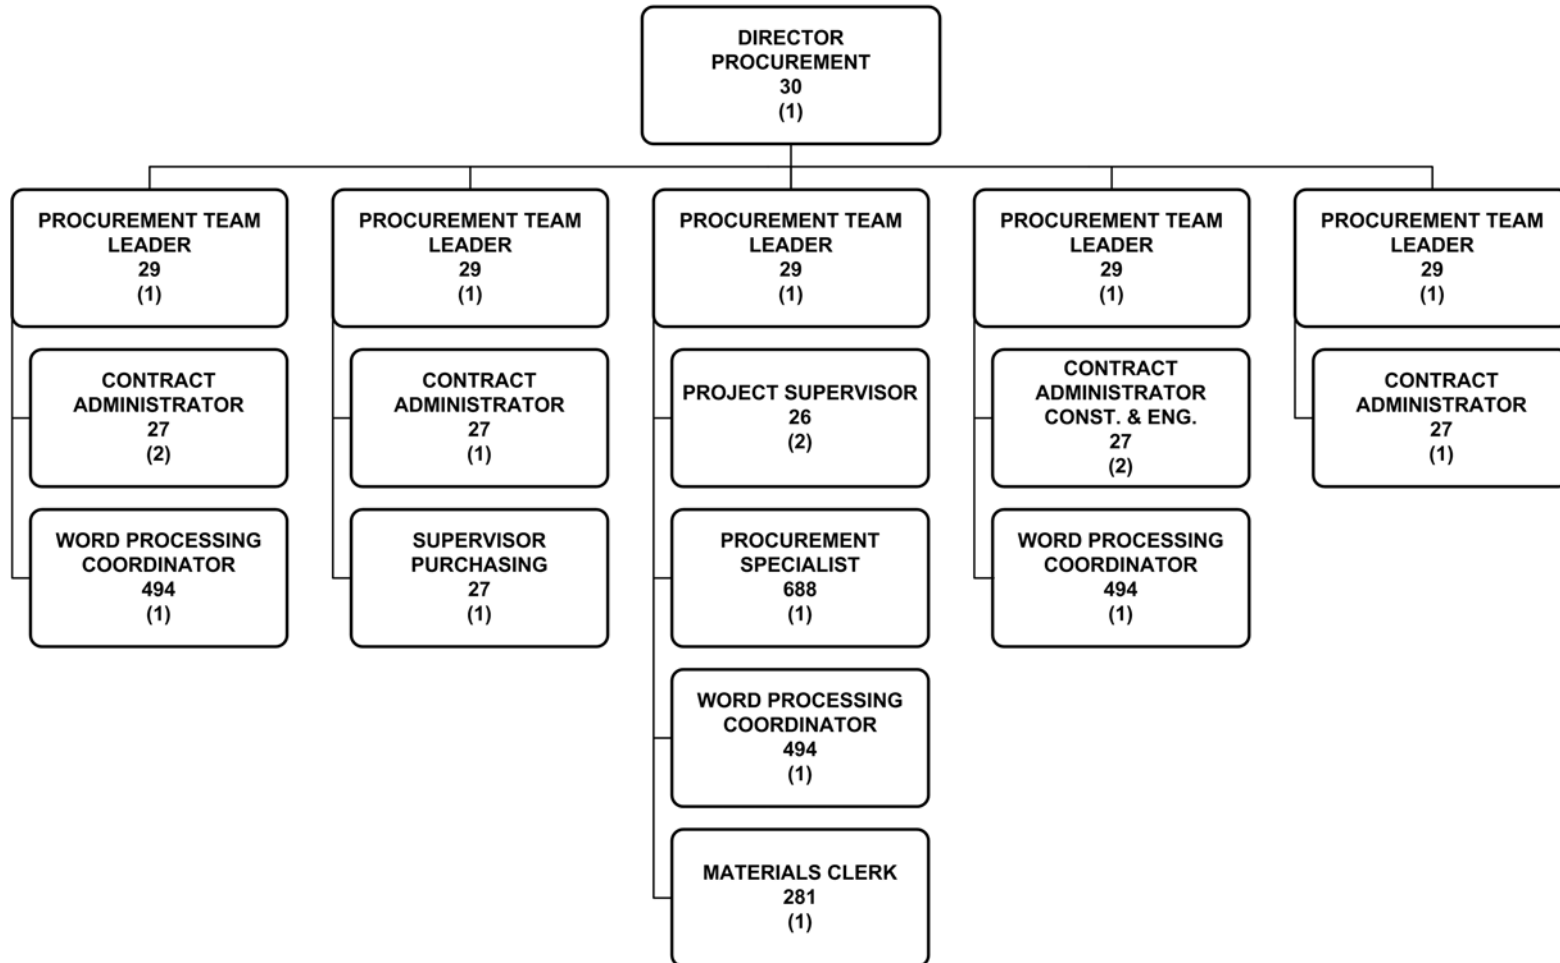 DIRECTOR
PROCUREMENT
30
(1)
PROCUREMENT TEAM
LEADER
29
(1)
PROCUREMENT TEAM
LEADER
29
(1)
PROCUREMENT TEAM
LEADER
29
(1)
PROCUREMENT TEAM
LEADER
29
(1)
PROCUREMENT TEAM
LEADER
29
(1)
CONTRACT
ADMINISTRATOR
27
(2)
CONTRACT
ADMINISTRATOR
27
(1)
PROJECT SUPERVISOR
26
(2)
CONTRACT
ADMINISTRATOR
CONST. & ENG.
27
(2)
CONTRACT
ADMINISTRATOR
27
(1)
WORD PROCESSING
COORDINATOR
494
(1)
SUPERVISOR
PURCHASING
27
(1)
PROCUREMENT
SPECIALIST
688
(1)
WORD PROCESSING
COORDINATOR
494
(1)
WORD PROCESSING
COORDINATOR
494
(1)
MATERIALS CLERK
281
(1)